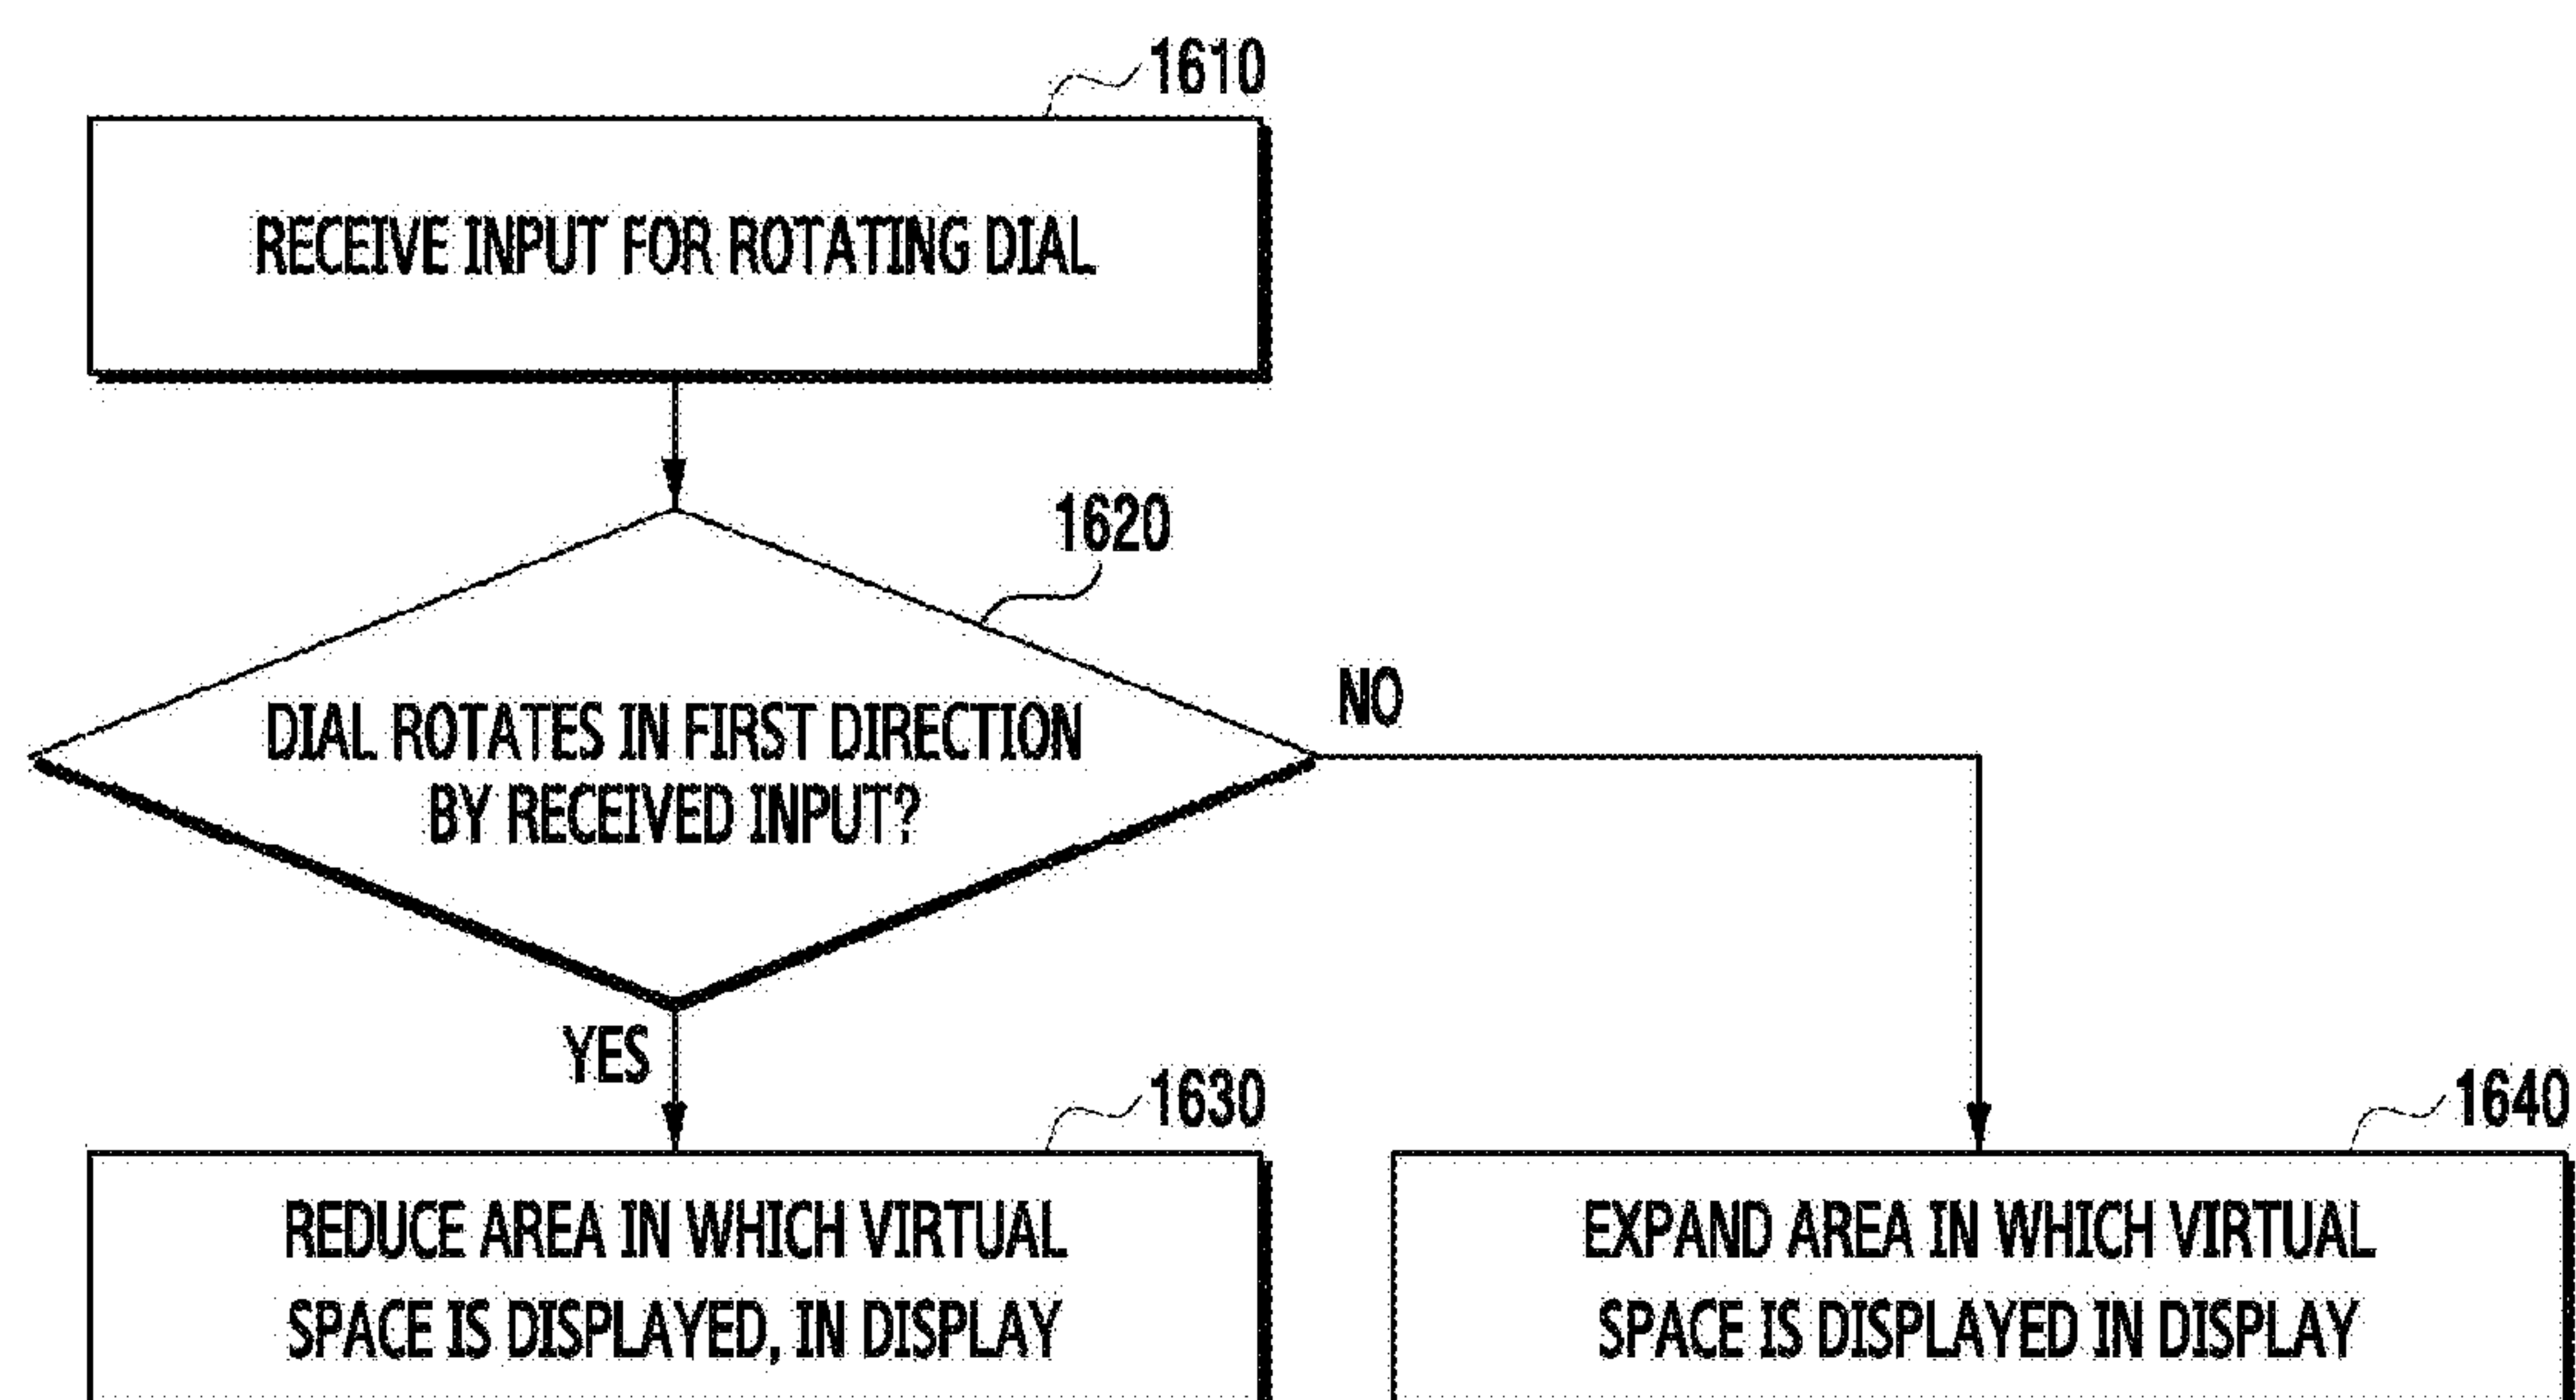 1610
RECEIVE INPUT FOR ROTATING DIAL
1620
DIAL ROTATES IN FIRST DIRECTION
BY RECEIVED INPUT?
NO
YES
1630
REDUCE AREA IN WHICH VIRTUAL
SPACE IS DISPLAYED, IN DISPLAY
1640
EXPAND AREA IN WHICH VIRTUAL
SPACE IS DISPLAYED IN DISPLAY